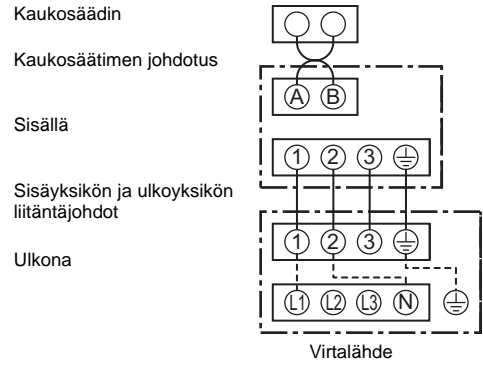 Kaukosäädin
Kaukosäätimen johdotus
A B
Sisällä
1 2 3
Sisäyksikön ja ulkoyksikön
liitäntäjohdot
1 2 3
Ulkona
L1 L2 L3 N
Virtalähde